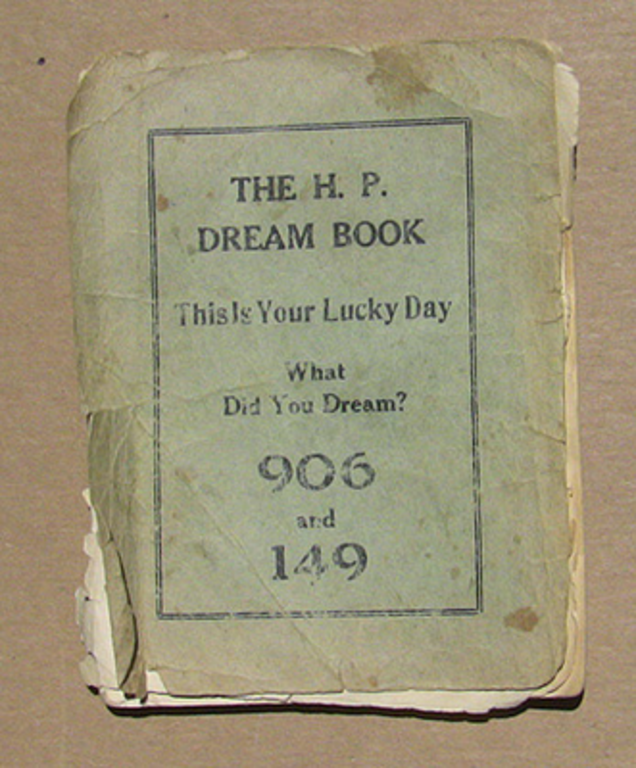 THE H. P.
DREAM BOOK
This Is Your Lucky Day
What
Did You Dream?
906
and
149